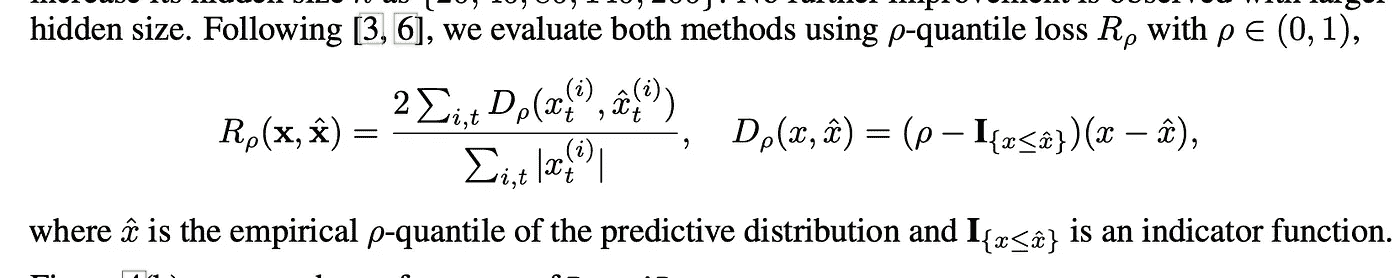 hidden size. Following [3, 6], we evaluate both methods using ρ-quantile loss R_ρ with ρ ∈ (0, 1),
R_ρ(𝐱, 𝐱̂) = \frac{2 ∑_{i,t} D_ρ(x_t^{(i)}, x̂_t^{(i)})}{∑_{i,t} |x_t^{(i)}|}, D_ρ(x, x̂) = (ρ − 𝐈_{\{x≤x̂\}})(x − x̂),
where x̂ is the empirical ρ-quantile of the predictive distribution and 𝐈_{\{x≤x̂\}} is an indicator function.